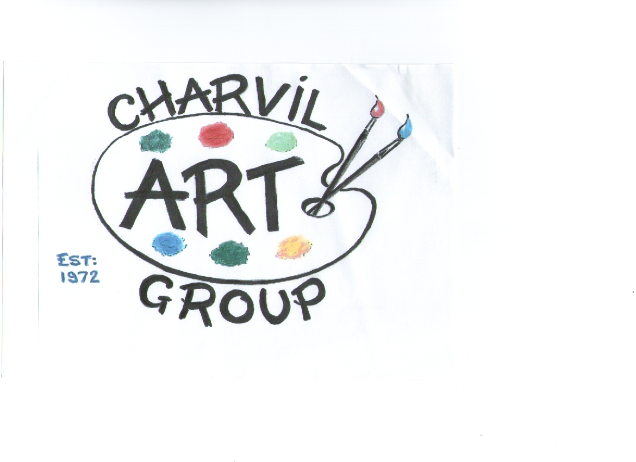 CHARViL
ART
GROUP
EST:
1972